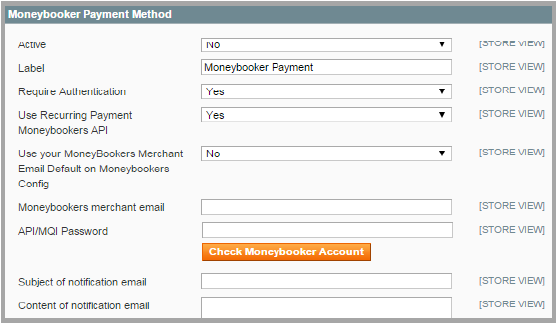 Moneybooker Payment Method
Active No [STORE VIEW]
Label Moneybooker Payment [STORE VIEW]
Require Authentication Yes [STORE VIEW]
Use Recurring Payment Yes [STORE VIEW]
Moneybookers API
Use your MoneyBookers Merchant No [STORE VIEW]
Email Default on Moneybookers
Config
Moneybookers merchant email [STORE VIEW]
API/MQI Password [STORE VIEW]
Check Moneybooker Account
Subject of notification email [STORE VIEW]
Content of notification email [STORE VIEW]